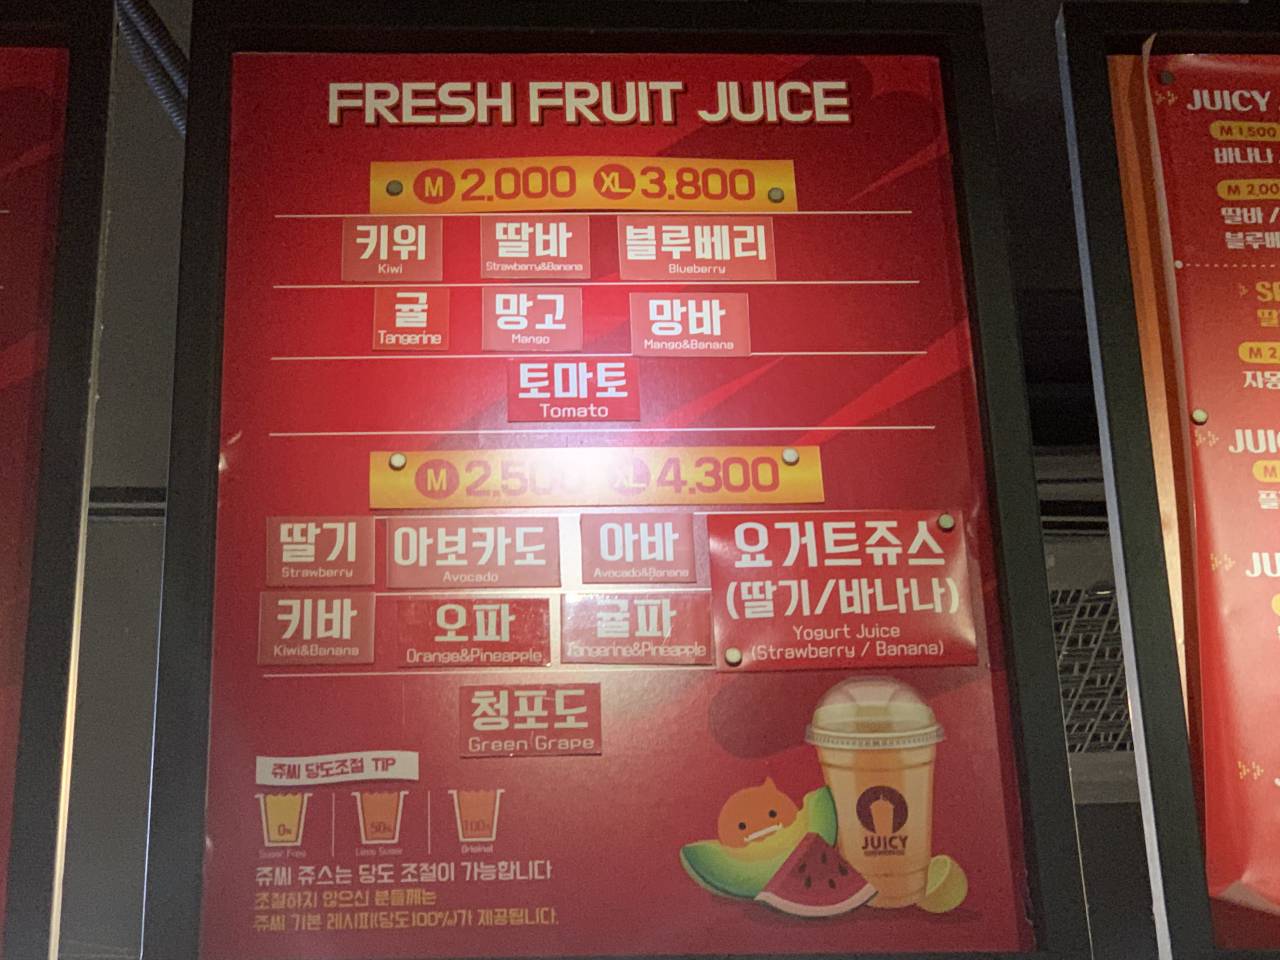 FRESH FRUIT JUICE
M 2.000 XL 3.800
키위 딸바 블루베리
Kiwi Strawberry&Banana Blueberry
귤 망고 망바
Tangerine Mango Mango&Banana
토마토
Tomato
M 2.500 XL 4.300
딸기 아보카도 아바
Strawberry Avocado Avocado&Banana
키바 오파 귤파
Kiwi&Banana Orange&Pineapple Tangerine&Pineapple
요거트쥬스
(딸기/바나나)
Yogurt Juice
(Strawberry / Banana)
청포도
Green Grape
쥬씨 당도조절 TIP
0% 50% 100%
Sugar Free Less Sugar Original
쥬씨 쥬스는 당도 조절이 가능합니다
조절하지 않으신 분들께는
쥬씨 기본 레시피(당도100%)가 제공됩니다.
JUICY
JUICY
M 1,500
바나나
M 2,00
딸바 /
블루베
M 2
자몽
JUI
M
JU